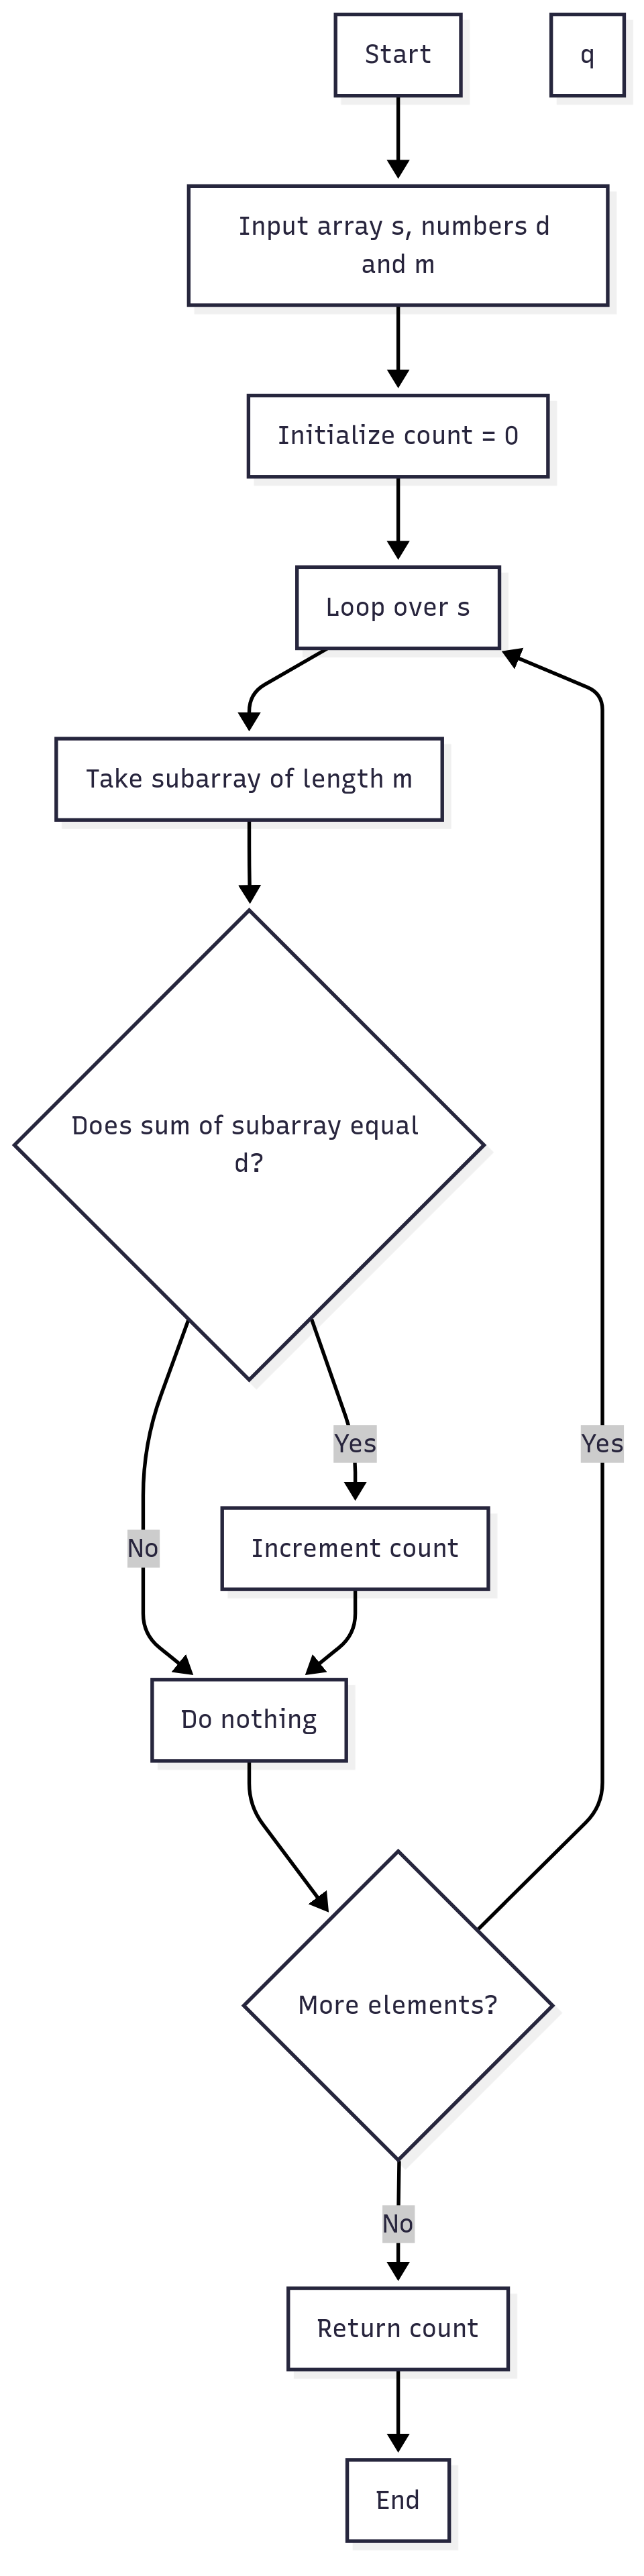 Start
q
Input array s, numbers d
and m
Initialize count = 0
Loop over s
Take subarray of length m
Does sum of subarray equal
d?
Yes
Yes
No
Increment count
Do nothing
More elements?
No
Return count
End